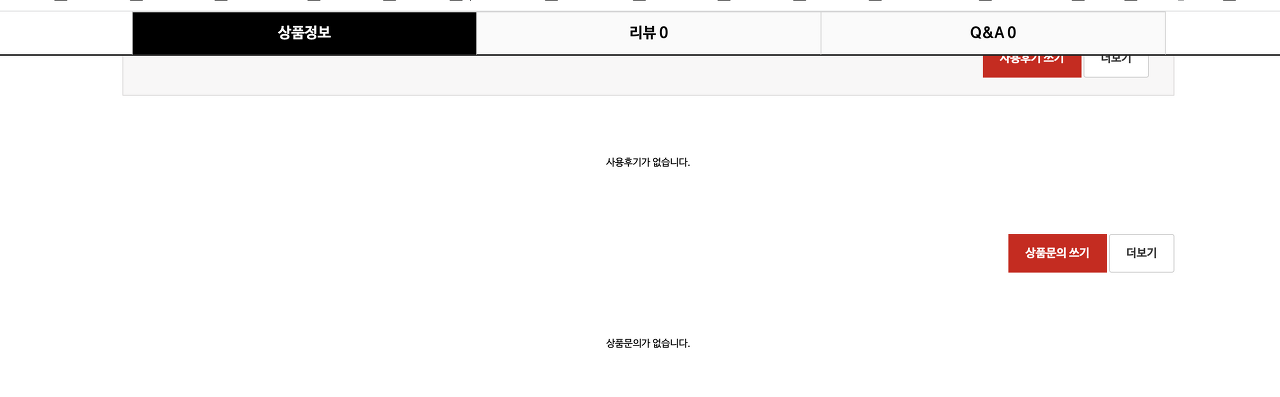 상품정보
리뷰 0
Q&A 0
사용후기 쓰기
더보기
사용후기가 없습니다.
상품문의 쓰기
더보기
상품문의가 없습니다.